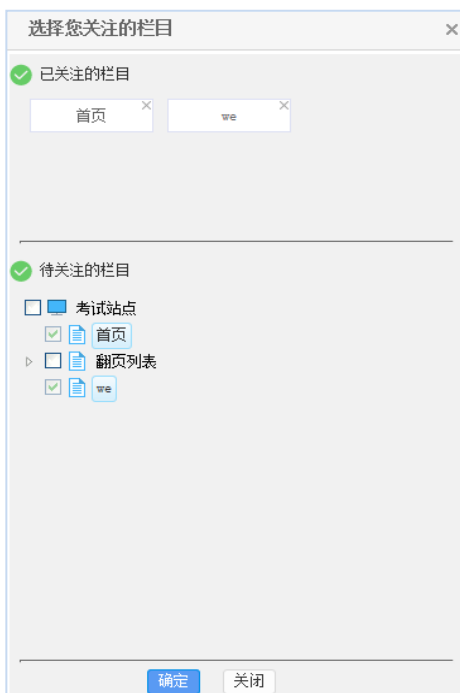 选择您关注的栏目
已关注的栏目
首页 we
待关注的栏目
考试站点
首页
翻页列表
we
确定 关闭